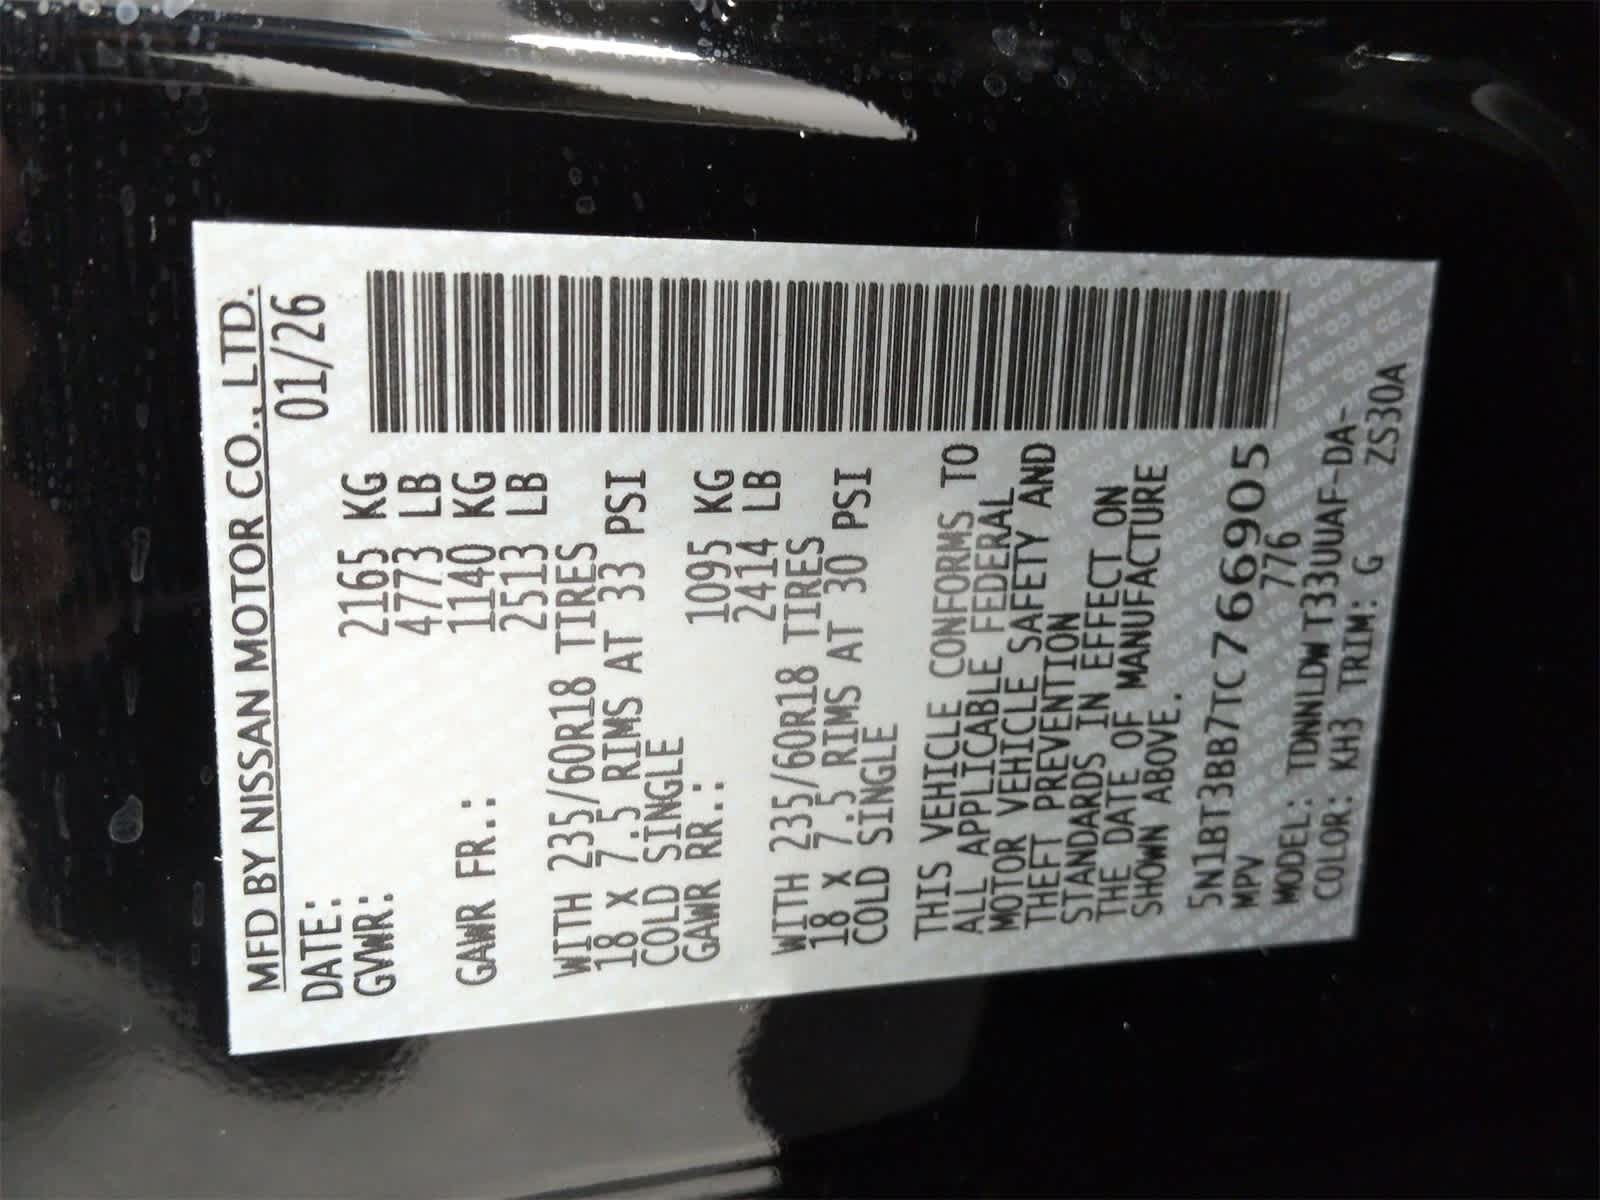 MFD BY NISSAN MOTOR CO., LTD.
DATE: 01/26
GVWR: 2165 KG
4773 LB
GAWR FR.: 1140 KG
2513 LB
WITH 235/60R18 TIRES
18 X 7.5 RIMS AT 33 PSI
COLD SINGLE
GAWR RR.: 1095 KG
2414 LB
WITH 235/60R18 TIRES
18 X 7.5 RIMS AT 30 PSI
COLD SINGLE
THIS VEHICLE CONFORMS TO
ALL APPLICABLE FEDERAL
MOTOR VEHICLE SAFETY AND
THEFT PREVENTION
STANDARDS IN EFFECT ON
THE DATE OF MANUFACTURE
SHOWN ABOVE.
5N1BT3BB7TC766905
MPV 776
MODEL: TDNNLDW T33UUAF-DA-
COLOR: KH3 TRIM: G ZS30A